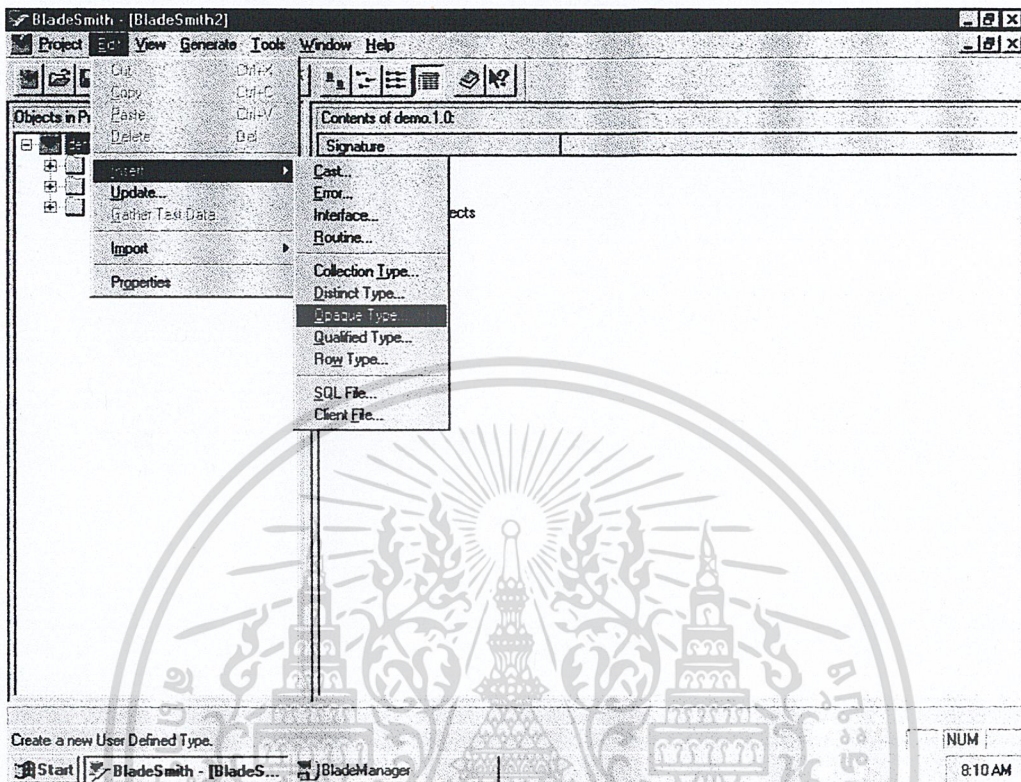 BladeSmith - [BladeSmith2]
Project Edit View Generate Tools Window Help
Cut Ctrl+X
Copy Ctrl+C
Paste Ctrl+V
Delete Del
Insert
Update...
Gather Text Data...
Import
Properties
Cast...
Error...
Interface...
Routine...
Collection Type...
Distinct Type...
Opaque Type...
Qualified Type...
Row Type...
SQL File...
Client File...
Objects in P
Contents of demo.1.0:
Signature
ects
Create a new User Defined Type.
NUM
Start BladeSmith - [BladeS... BladeManager 8:10 AM